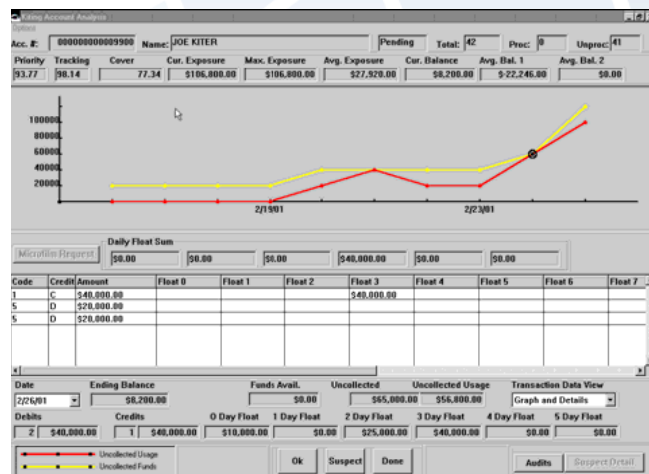 Kiting Account Analysis
Options
Acc. #: 000000000009900 Name: JOE KITER Pending Total: 42 Proc: 0 Unproc: 41
Priority Tracking Cover Cur. Exposure Max. Exposure Avg. Exposure Cur. Balance Avg. Bal. 1 Avg. Bal. 2
93.77 98.14 77.34 $106,800.00 $106,800.00 $27,920.00 $8,200.00 $-22,246.00 $0.00
100000
80000
60000
40000
20000
2/19/01 2/23/01
Daily Float Sum
Microfilm Request $0.00 $0.00 $0.00 $40,000.00 $0.00 $0.00
Code Credit Amount Float 0 Float 1 Float 2 Float 3 Float 4 Float 5 Float 6 Float 7
1 C $40,000.00 $40,000.00
5 D $20,000.00
5 D $20,000.00
Date Ending Balance Funds Avail. Uncollected Uncollected Usage Transaction Data View
2/26/01 $8,200.00 $0.00 $65,000.00 $56,800.00 Graph and Details
Debits Credits 0 Day Float 1 Day Float 2 Day Float 3 Day Float 4 Day Float 5 Day Float
2 $40,000.00 1 $40,000.00 $10,000.00 $0.00 $25,000.00 $40,000.00 $0.00 $0.00
Uncollected Usage
Uncollected Funds
Ok Suspect Done Audits Suspect Detail